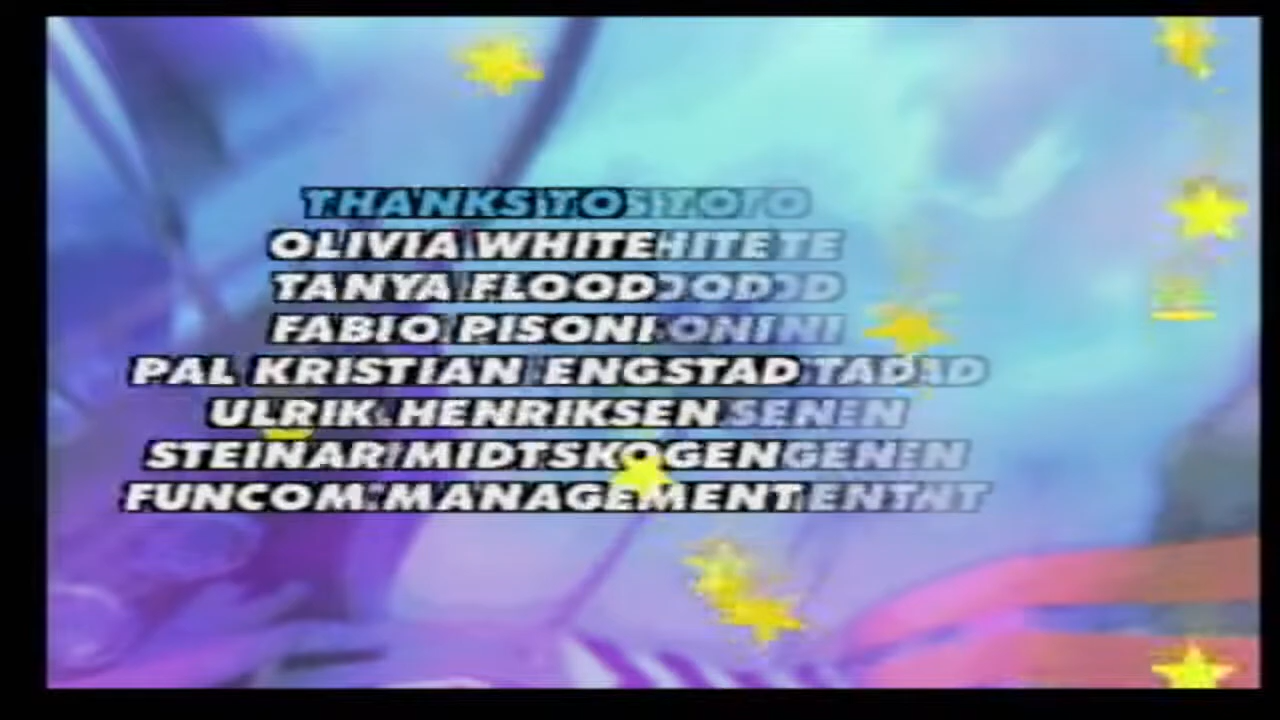 THANKS TO
OLIVIA WHITE
TANYA FLOOD
FABIO PISONI
PAL KRISTIAN ENGSTAD
ULRIK HENRIKSEN
STEINAR MIDTSKOGEN
FUNCOM MANAGEMENT